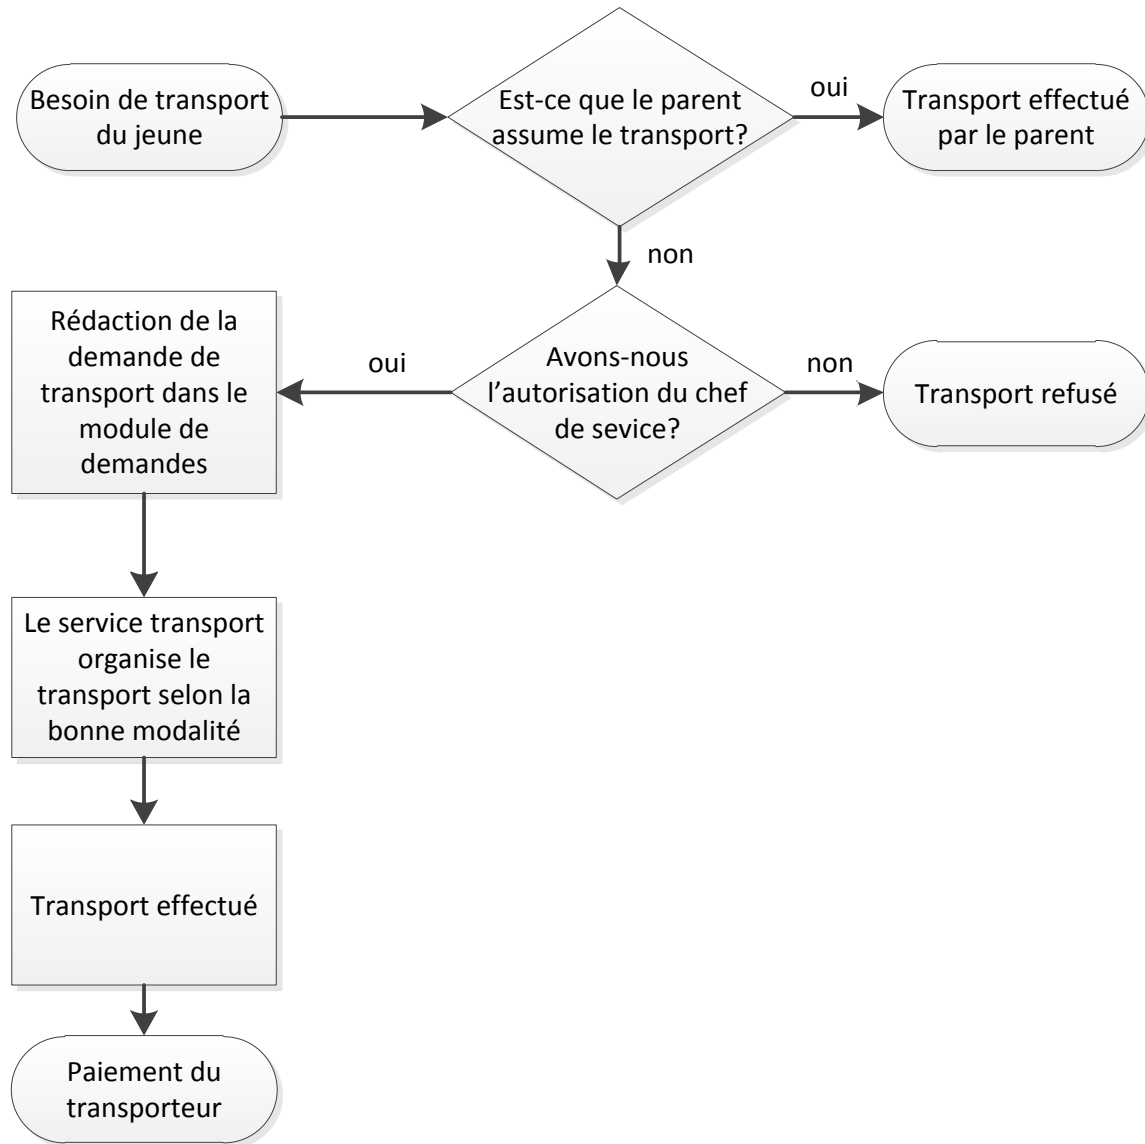 Besoin de transport
du jeune
Est-ce que le parent
assume le transport?
oui
Transport effectué
par le parent
non
Rédaction de la
demande de
transport dans le
module de
demandes
oui
Avons-nous
l'autorisation du chef
de sevice?
non
Transport refusé
Le service transport
organise le
transport selon la
bonne modalité
Transport effectué
Paiement du
transporteur